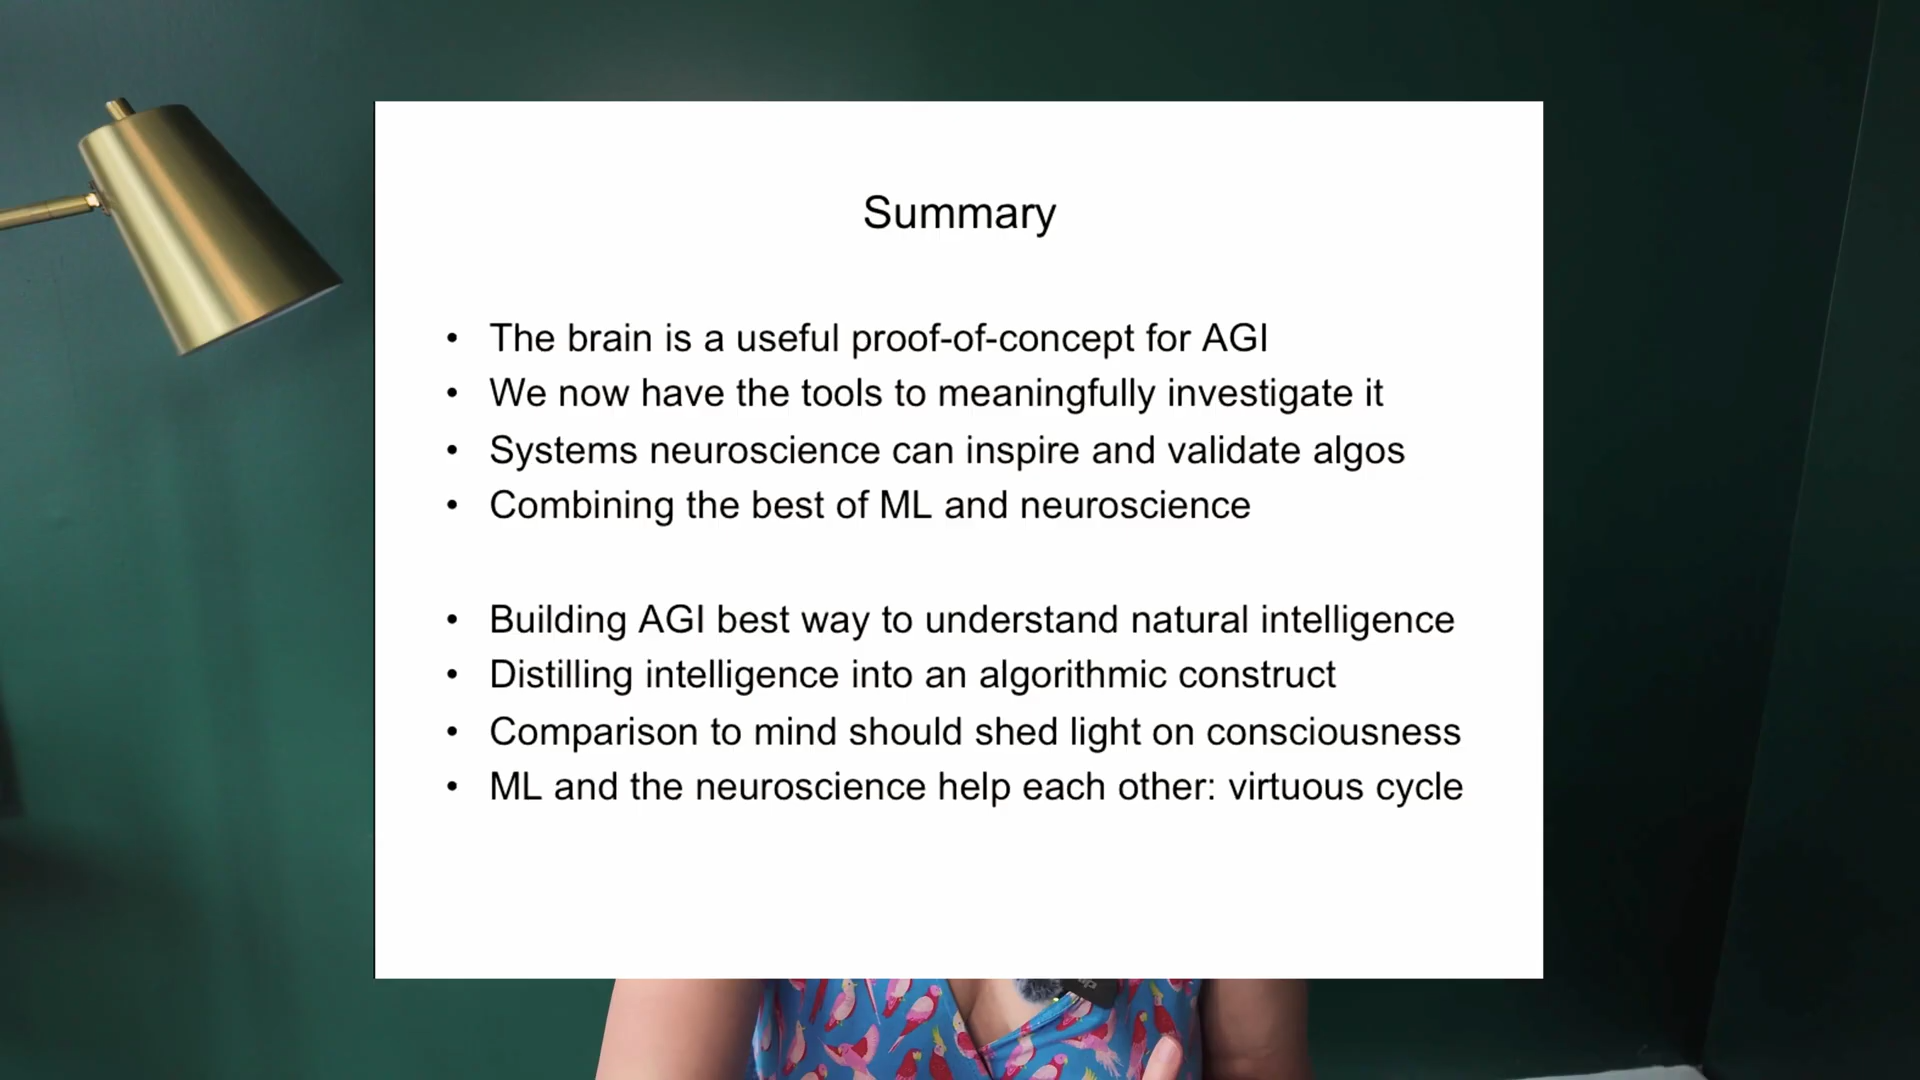 Summary
• The brain is a useful proof-of-concept for AGI
• We now have the tools to meaningfully investigate it
• Systems neuroscience can inspire and validate algos
• Combining the best of ML and neuroscience
• Building AGI best way to understand natural intelligence
• Distilling intelligence into an algorithmic construct
• Comparison to mind should shed light on consciousness
• ML and the neuroscience help each other: virtuous cycle